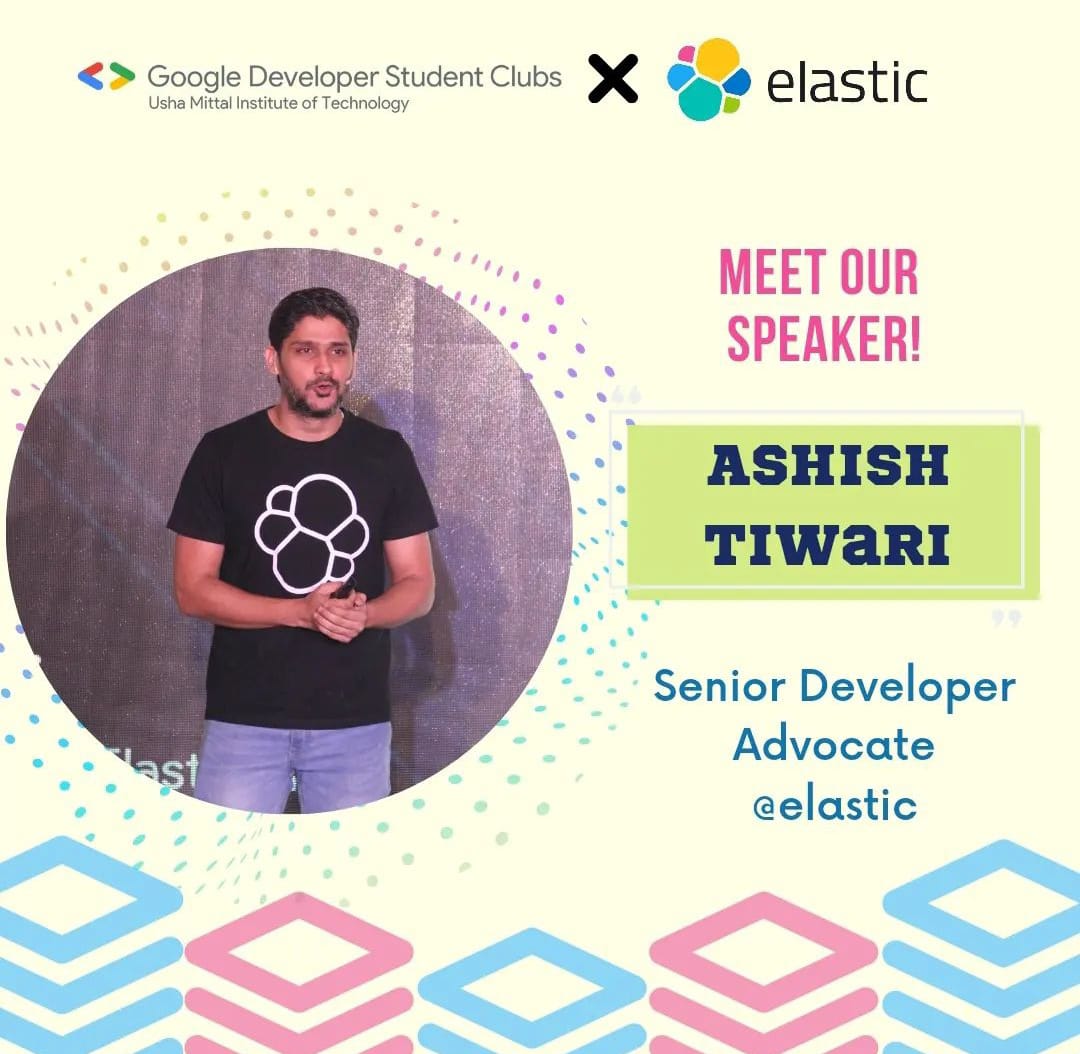 Google Developer Student Clubs
Usha Mittal Institute of Technology
X
elastic
MEET OUR
SPEAKER!
ASHISH
TIWaRI
Senior Developer
Advocate
@elastic